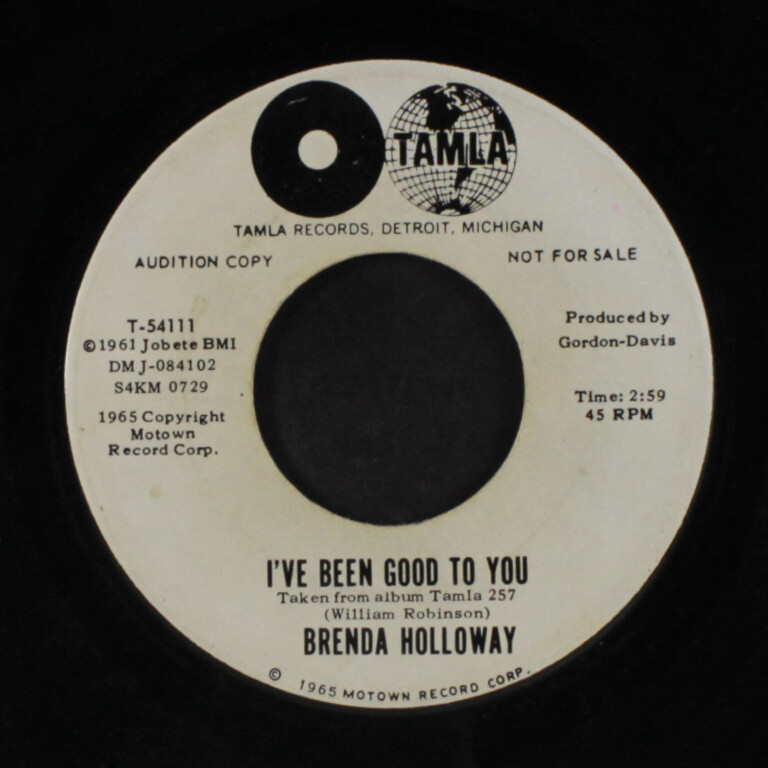 TAMLA
TAMLA RECORDS, DETROIT, MICHIGAN
AUDITION COPY
NOT FOR SALE
T-54111
©1961 Jobete BMI
DMJ-084102
S4KM 0729
1965 Copyright
Motown
Record Corp.
Produced by
Gordon-Davis
Time: 2:59
45 RPM
I'VE BEEN GOOD TO YOU
Taken from album Tamla 257
(William Robinson)
BRENDA HOLLOWAY
© 1965 MOTOWN RECORD CORP.